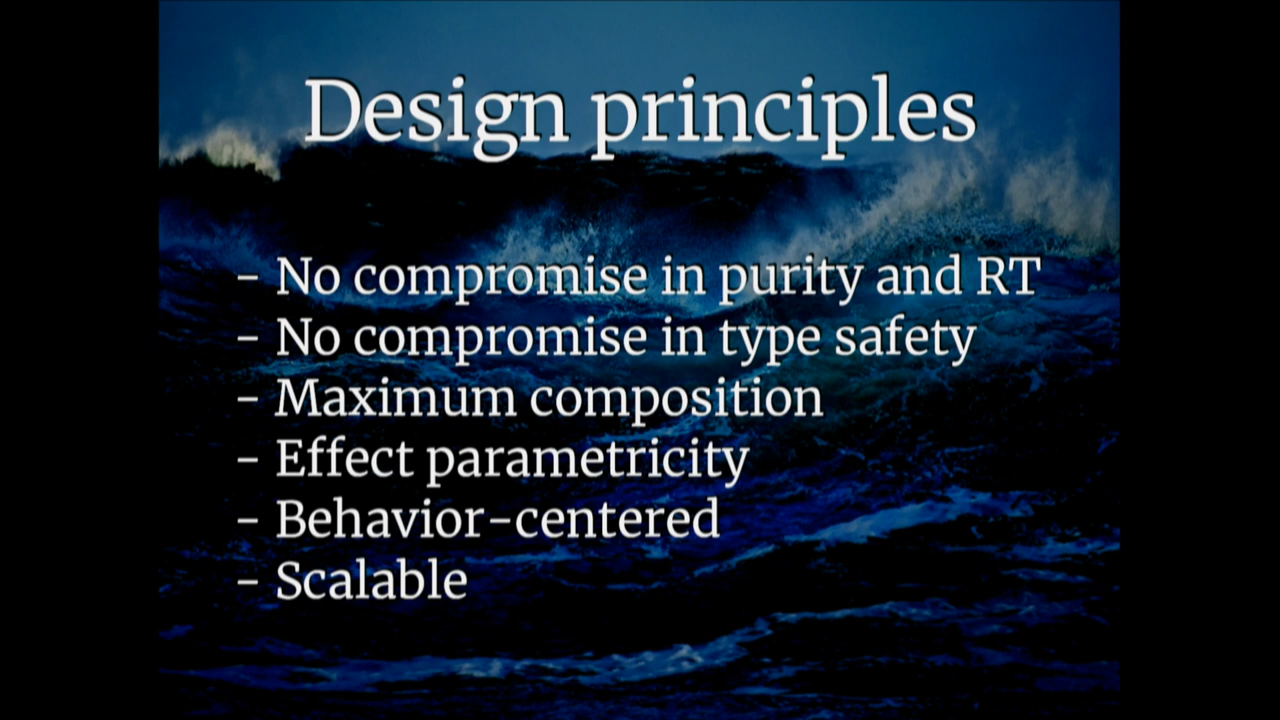 Design principles
- No compromise in purity and RT
- No compromise in type safety
- Maximum composition
- Effect parametricity
- Behavior-centered
- Scalable